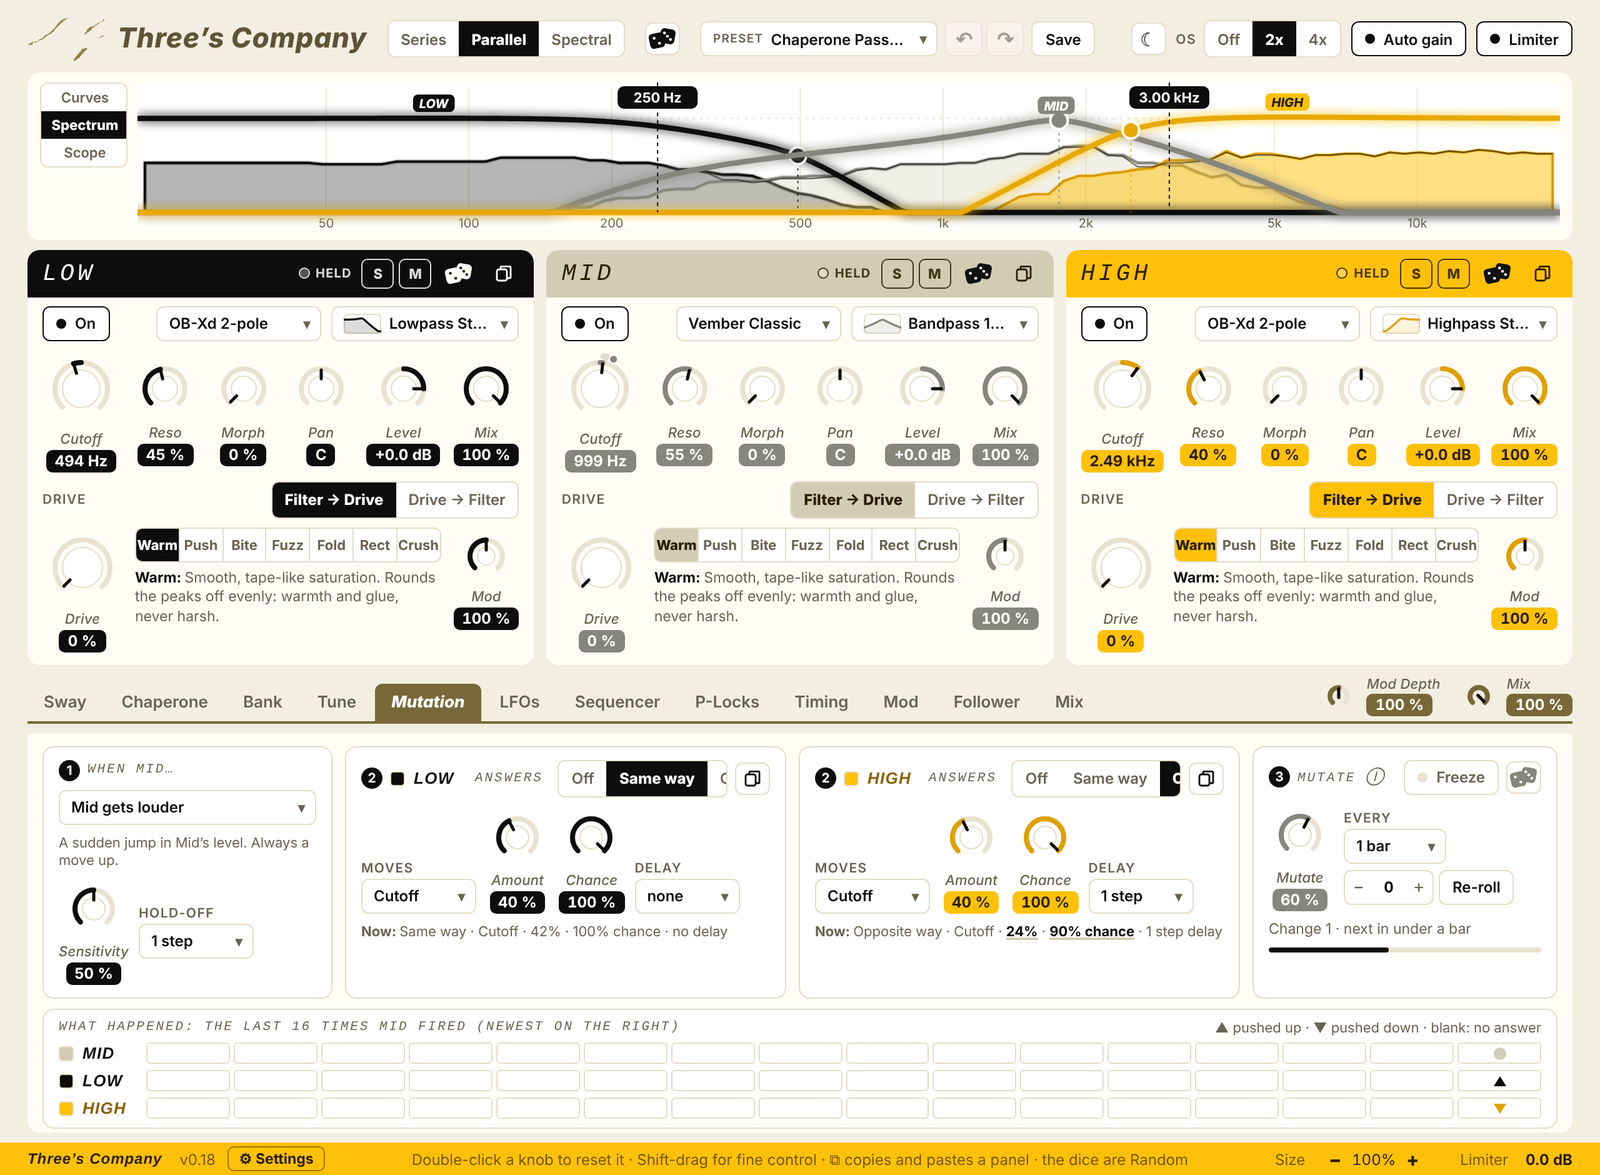 Three's Company Series Parallel Spectral PRESET Chaperone Pass... Save OS Off 2x 4x Auto gain Limiter
Curves
Spectrum
Scope
LOW 250 Hz MID 3.00 kHz HIGH
50 100 200 500 1k 2k 5k 10k
LOW HELD S M
On OB-Xd 2-pole Lowpass St...
Cutoff Reso Morph Pan Level Mix
494 Hz 45 % 0 % C +0.0 dB 100 %
DRIVE Filter → Drive Drive → Filter
Warm Push Bite Fuzz Fold Rect Crush
Warm: Smooth, tape-like saturation. Rounds
the peaks off evenly: warmth and glue,
never harsh.
Drive
0 %
Mod
100 %
MID HELD S M
On Vember Classic Bandpass 1...
Cutoff Reso Morph Pan Level Mix
999 Hz 55 % 0 % C +0.0 dB 100 %
DRIVE Filter → Drive Drive → Filter
Warm Push Bite Fuzz Fold Rect Crush
Warm: Smooth, tape-like saturation. Rounds
the peaks off evenly: warmth and glue,
never harsh.
Drive
0 %
Mod
100 %
HIGH HELD S M
On OB-Xd 2-pole Highpass St...
Cutoff Reso Morph Pan Level Mix
2.49 kHz 40 % 0 % C +0.0 dB 100 %
DRIVE Filter → Drive Drive → Filter
Warm Push Bite Fuzz Fold Rect Crush
Warm: Smooth, tape-like saturation. Rounds
the peaks off evenly: warmth and glue,
never harsh.
Drive
0 %
Mod
100 %
Sway Chaperone Bank Tune Mutation LFOs Sequencer P-Locks Timing Mod Follower Mix
Mod Depth
100 %
Mix
100 %
1 WHEN MID…
Mid gets louder
A sudden jump in Mid's level. Always a
move up.
Sensitivity
50 %
HOLD-OFF
1 step
2 LOW ANSWERS Off Same way
MOVES Amount Chance DELAY
Cutoff 40 % 100 % none
Now: Same way · Cutoff · 42% · 100% chance · no delay
2 HIGH ANSWERS Off Same way
MOVES Amount Chance DELAY
Cutoff 40 % 100 % 1 step
Now: Opposite way · Cutoff · 24% · 90% chance · 1 step delay
3 MUTATE i Freeze
EVERY
1 bar
Mutate
60 %
− 0 + Re-roll
Change 1 · next in under a bar
WHAT HAPPENED: THE LAST 16 TIMES MID FIRED (NEWEST ON THE RIGHT) ▲ pushed up · ▼ pushed down · blank: no answer
MID
LOW
HIGH
Three's Company v0.18 ⚙ Settings Double-click a knob to reset it · Shift-drag for fine control · ⧉ copies and pastes a panel · the dice are Random Size − 100% + Limiter 0.0 dB